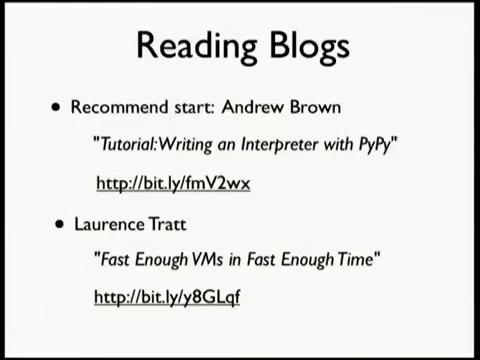 Reading Blogs
• Recommend start: Andrew Brown
"Tutorial: Writing an Interpreter with PyPy"
http://bit.ly/fmV2wx
• Laurence Tratt
"Fast Enough VMs in Fast Enough Time"
http://bit.ly/y8GLqf